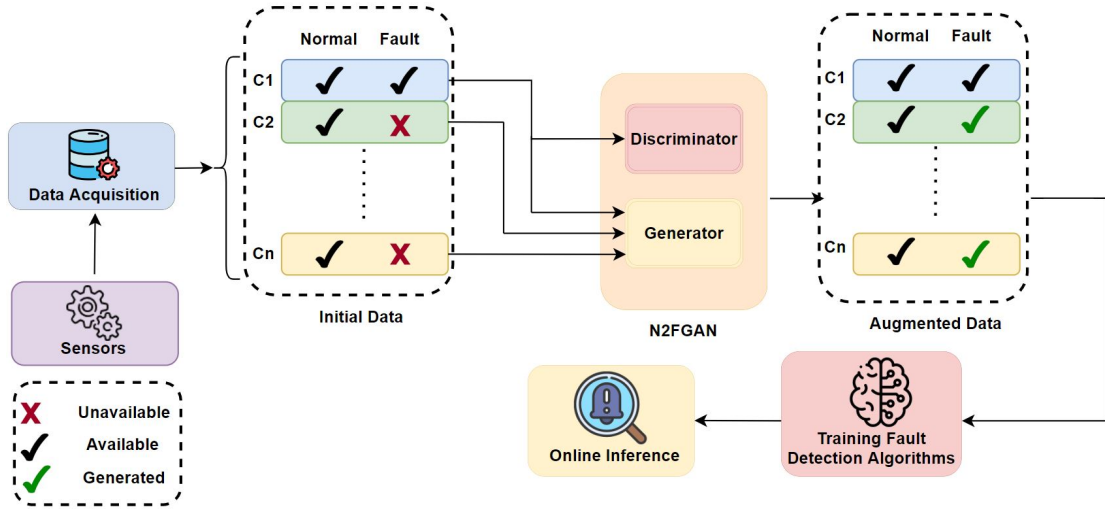 Normal Fault
C1
C2
Cn
Initial Data
Data Acquisition
Sensors
Unavailable
Available
Generated
Discriminator
Generator
N2FGAN
Normal Fault
C1
C2
Cn
Augmented Data
Training Fault
Detection Algorithms
Online Inference